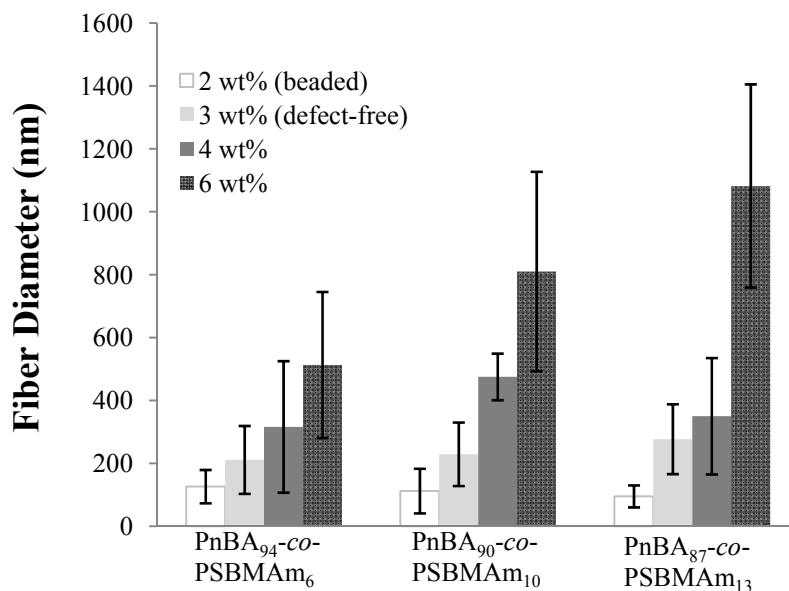 1600
1400
1200
1000
800
600
400
200
0
Fiber Diameter (nm)
2 wt% (beaded)
3 wt% (defect-free)
4 wt%
6 wt%
PnBA₉₄-co-
PSBMAm₆
PnBA₉₀-co-
PSBMAm₁₀
PnBA₈₇-co-
PSBMAm₁₃